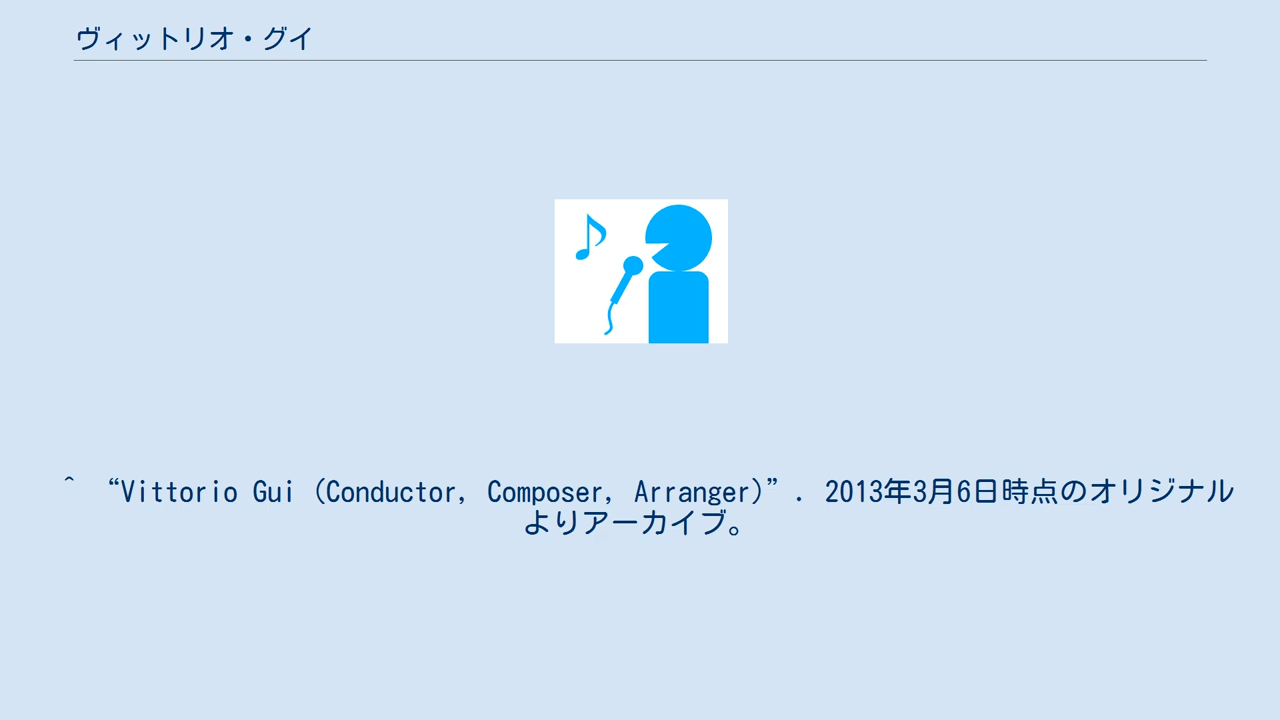 ヴィットリオ・グイ
^ “Vittorio Gui (Conductor, Composer, Arranger)”. 2013年3月6日時点のオリジナル
よりアーカイブ。